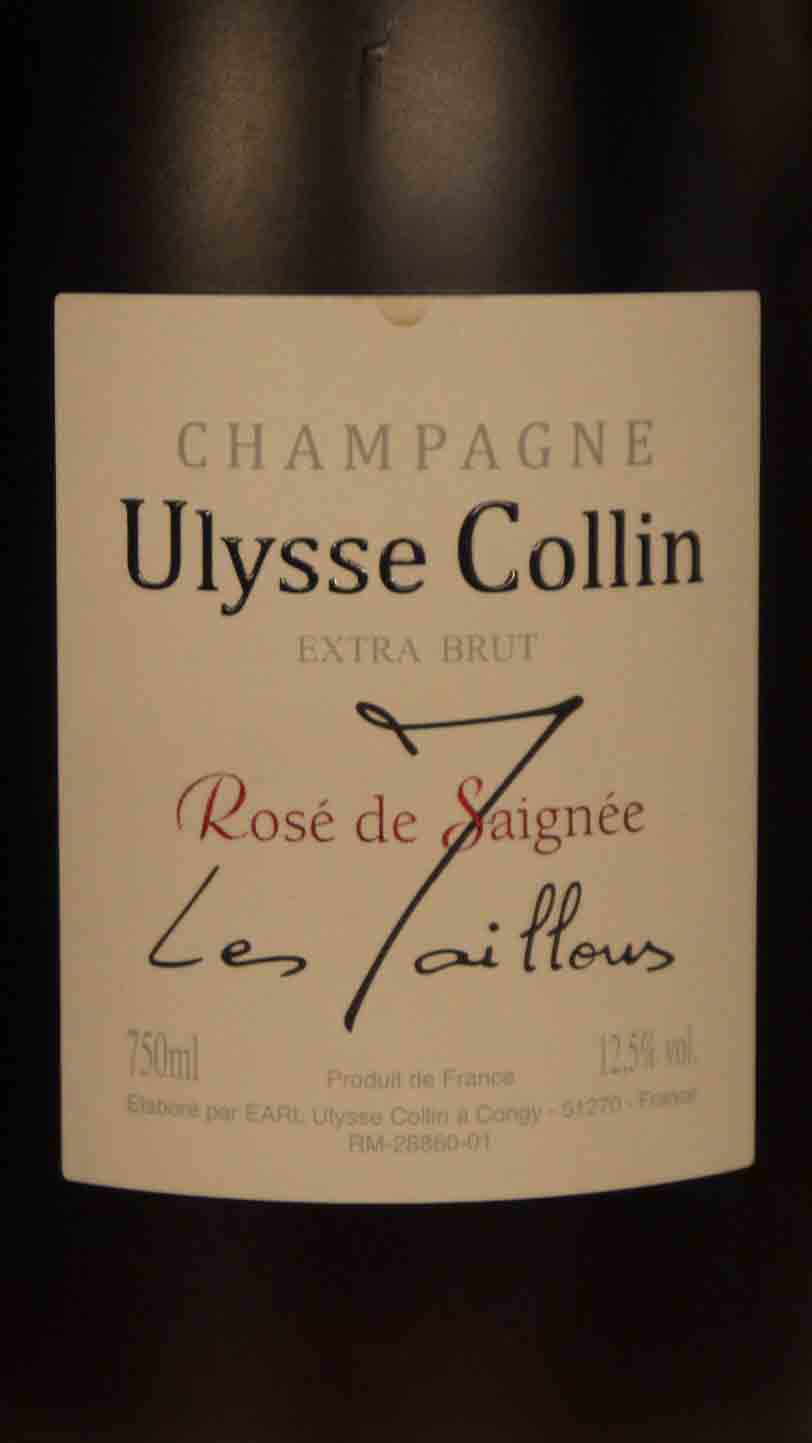 CHAMPAGNE
Ulysse Collin
EXTRA BRUT
Rosé de Saignée
Les Maillons
750ml
Produit de France
12,5% vol.
Elaboré par EARL Ulysse Collin à Congy - 51270 - France
RM-28860-01